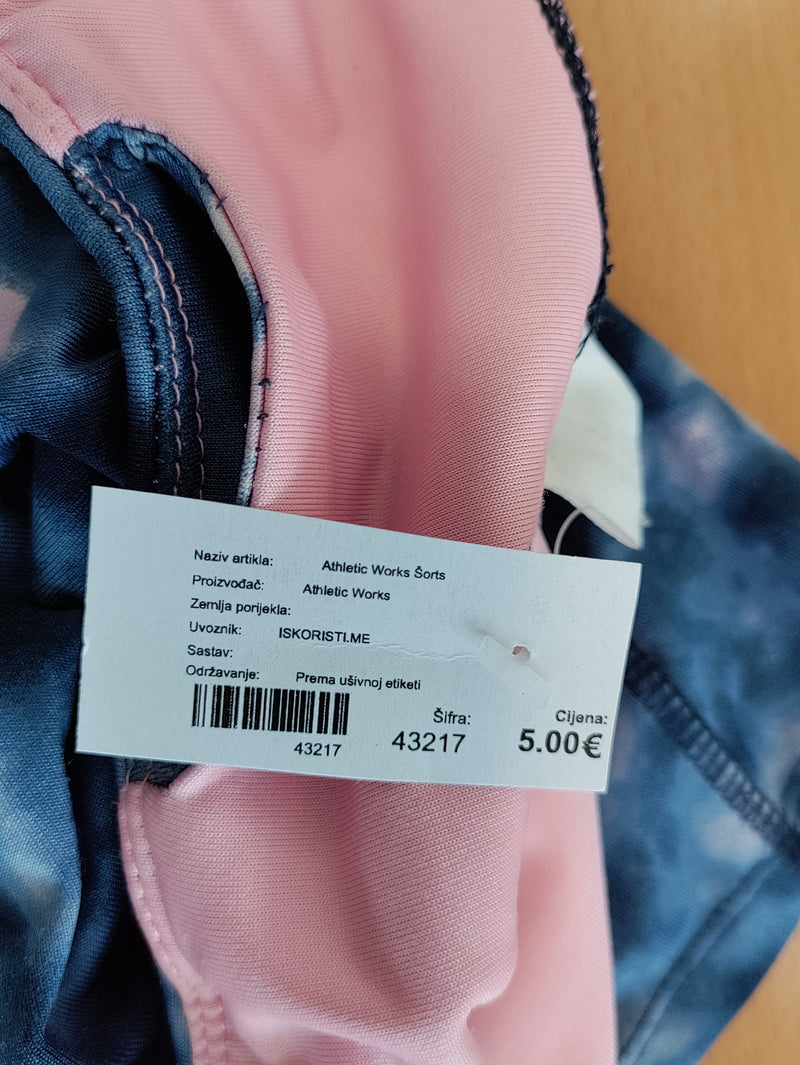 Naziv artikla: Athletic Works Šorts
Proizvođač: Athletic Works
Zemlja porijekla:
Uvoznik: ISKORISTI.ME
Sastav:
Održavanje: Prema ušivnoj etiketi
43217
Šifra:
43217
Cijena:
5.00€